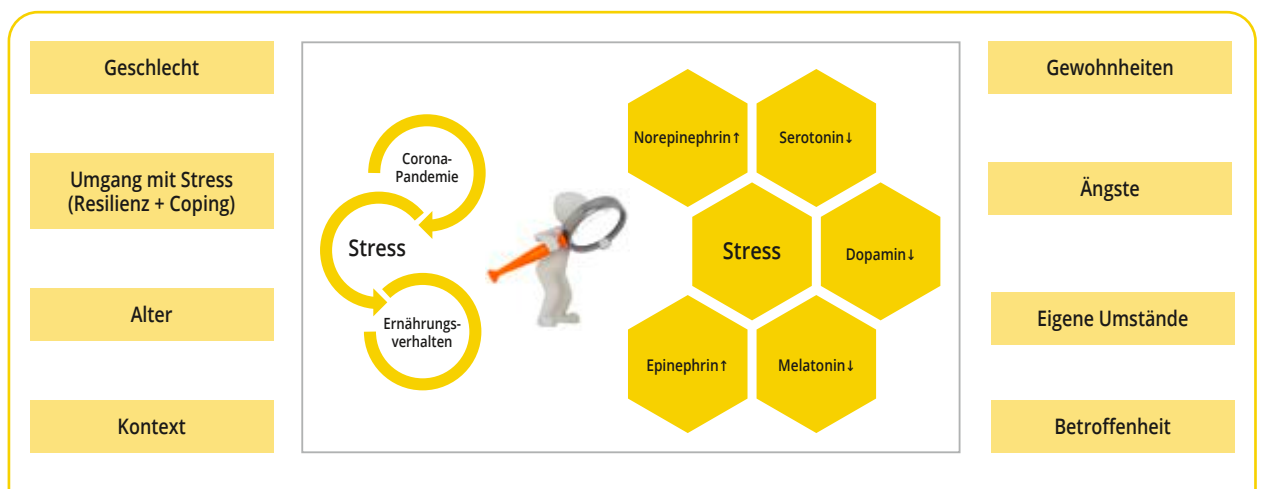 Geschlecht
Umgang mit Stress
(Resilienz + Coping)
Alter
Kontext
Corona-
Pandemie
Stress
Ernährungs-
verhalten
Norepinephrin↑
Serotonin↓
Stress
Dopamin↓
Epinephrin↑
Melatonin↓
Gewohnheiten
Ängste
Eigene Umstände
Betroffenheit